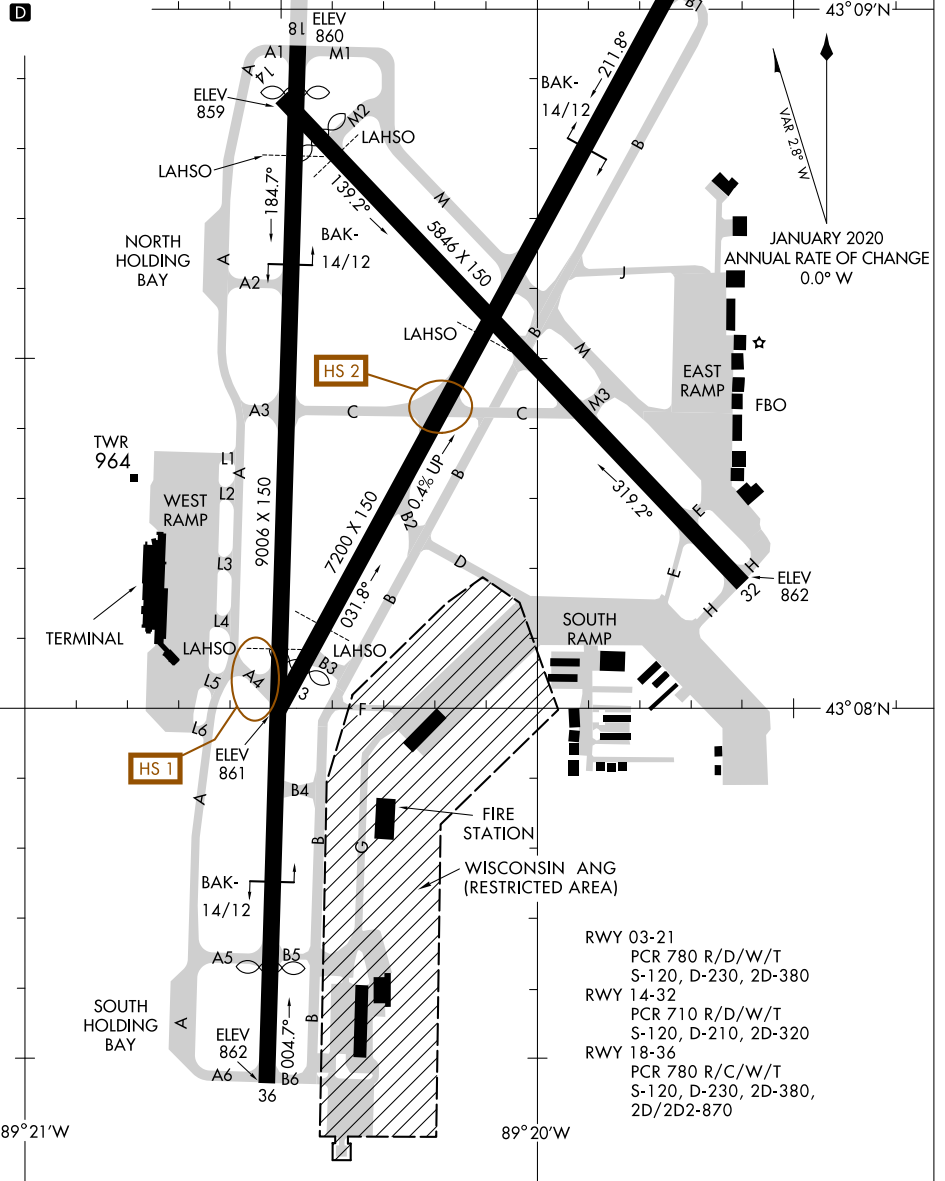 D
18
ELEV
860
43°09'N
A1
M1
B1
A
14
ELEV
859
M2
211.8°
BAK-
14/12
VAR 2.8° W
LAHSO
LAHSO
B
184.7°
139.2°
M
5846 X 150
NORTH
HOLDING
BAY
A
BAK-
14/12
JANUARY 2020
ANNUAL RATE OF CHANGE
0.0° W
J
A2
LAHSO
B
M
HS 2
EAST
RAMP
FBO
A3
C
C
M3
TWR
964
L1
A
0.4% UP
B
WEST
RAMP
L2
9006 X 150
7200 X 150
B2
319.2°
E
L3
D
E
H
ELEV
862
32
H
031.8°
B
TERMINAL
L4
SOUTH
RAMP
LAHSO
LAHSO
A4
B3
L5
3
F
43°08'N
L6
ELEV
861
HS 1
A
B4
B
G
FIRE
STATION
WISCONSIN ANG
(RESTRICTED AREA)
BAK-
14/12
A5
B5
RWY 03-21
PCR 780 R/D/W/T
S-120, D-230, 2D-380
RWY 14-32
PCR 710 R/D/W/T
S-120, D-210, 2D-320
RWY 18-36
PCR 780 R/C/W/T
S-120, D-230, 2D-380,
2D/2D2-870
SOUTH
HOLDING
BAY
A
B
ELEV
862
004.7°
A6
B6
36
89°21'W
89°20'W